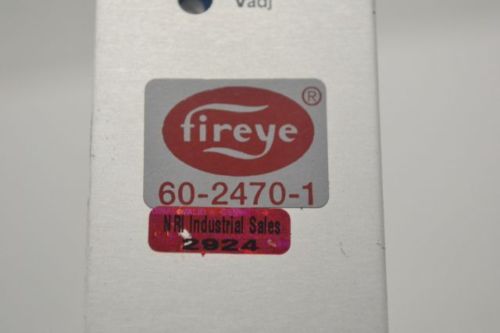 Vadj
fireye ®
60-2470-1
NRI Industrial Sales
2924